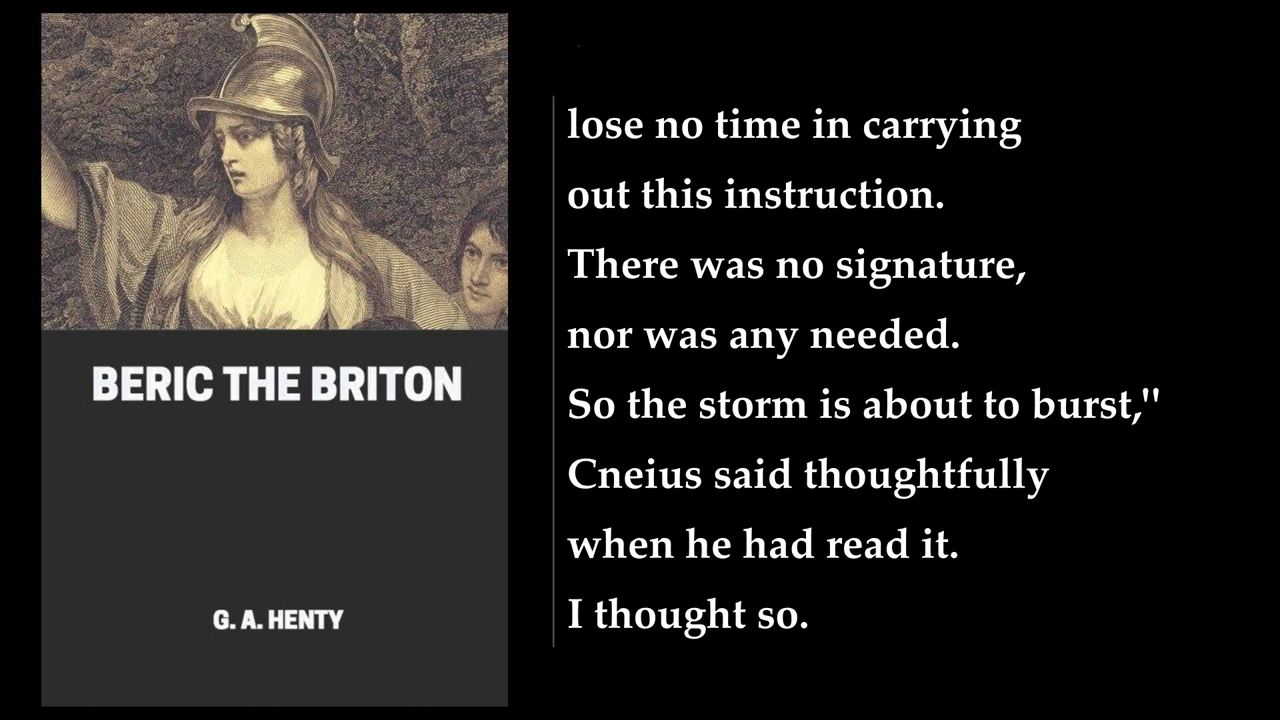 BERIC THE BRITON
G. A. HENTY
lose no time in carrying
out this instruction.
There was no signature,
nor was any needed.
So the storm is about to burst,"
Cneius said thoughtfully
when he had read it.
I thought so.